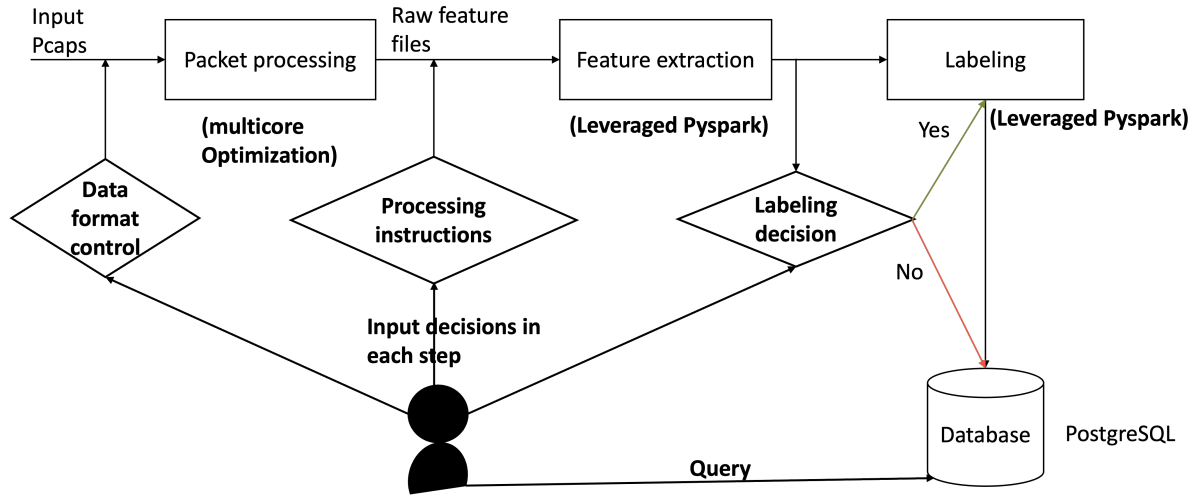 Input
Pcaps
Packet processing
(multicore
Optimization)
Raw feature
files
Feature extraction
(Leveraged Pyspark)
Labeling
(Leveraged Pyspark)
Data
format
control
Processing
instructions
Labeling
decision
Yes
No
Input decisions in
each step
Query
Database
PostgreSQL